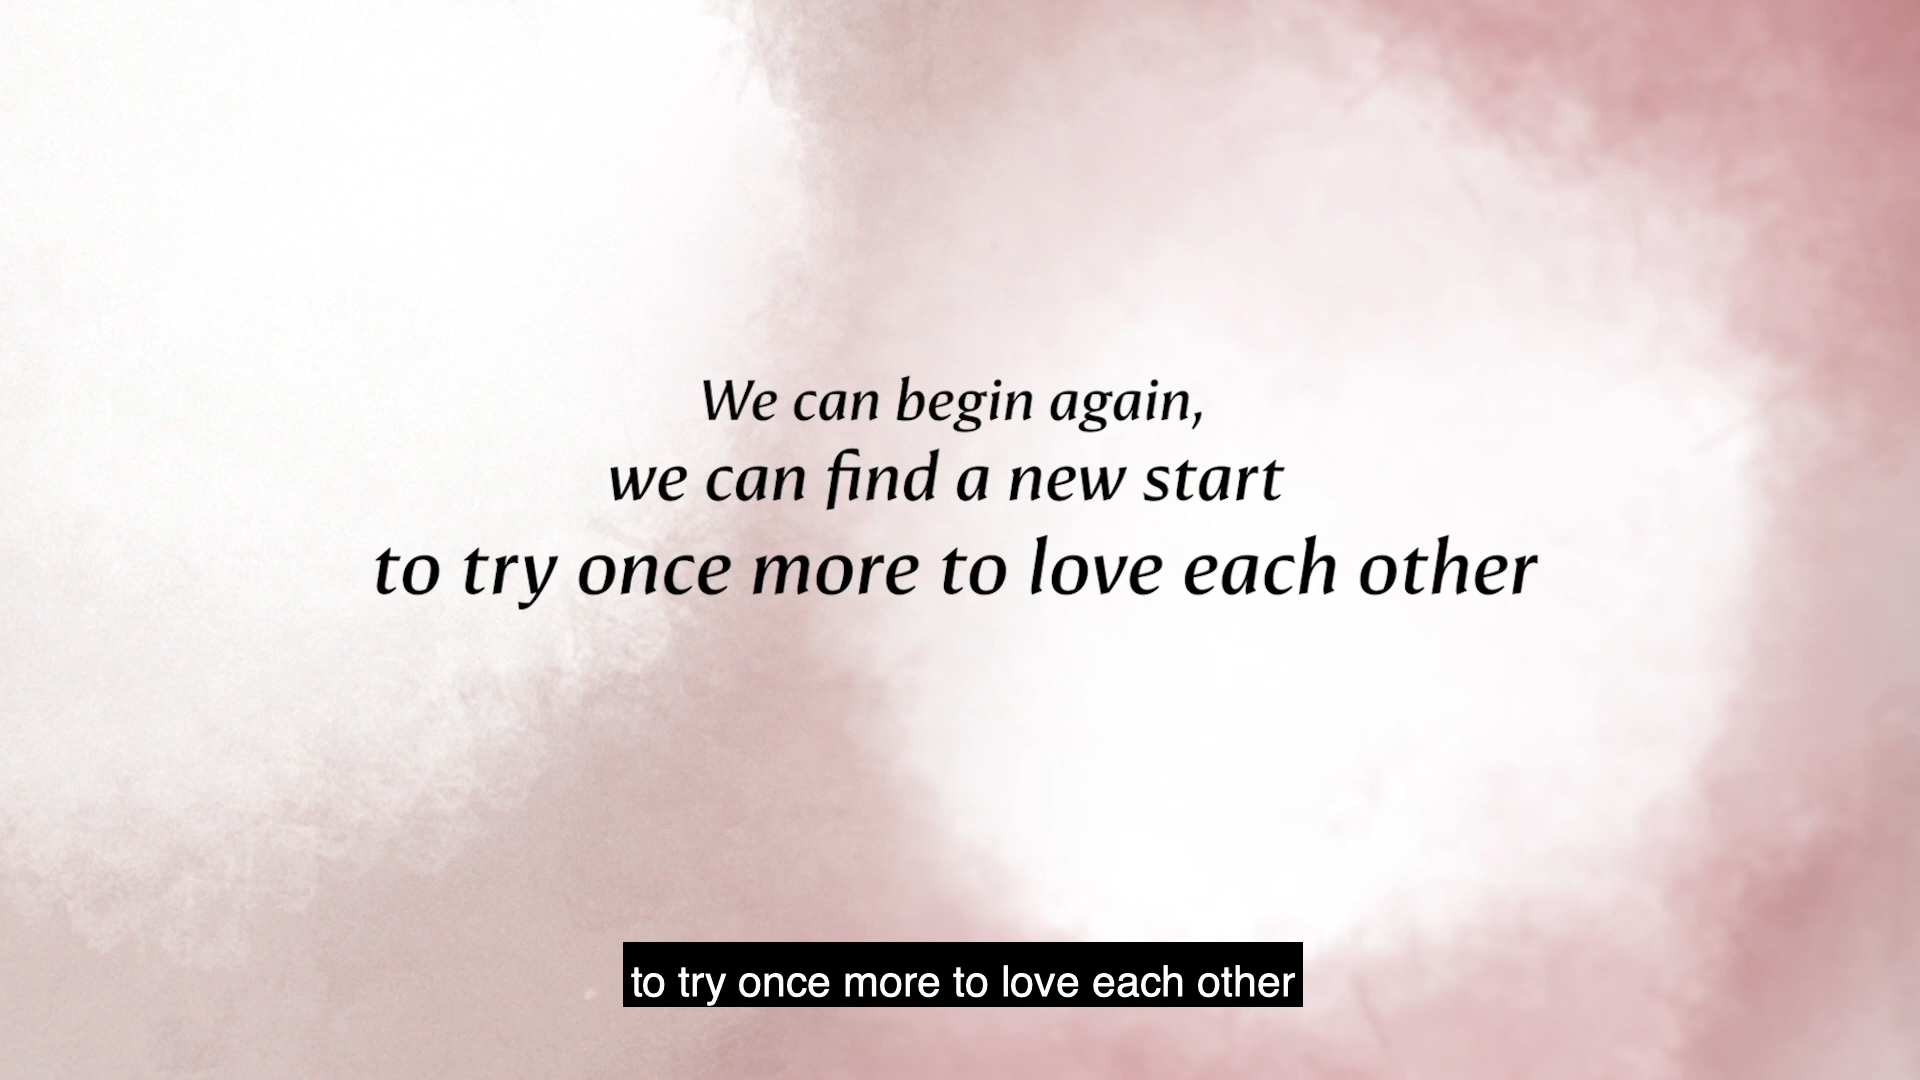 We can begin again,
we can find a new start
to try once more to love each other
to try once more to love each other